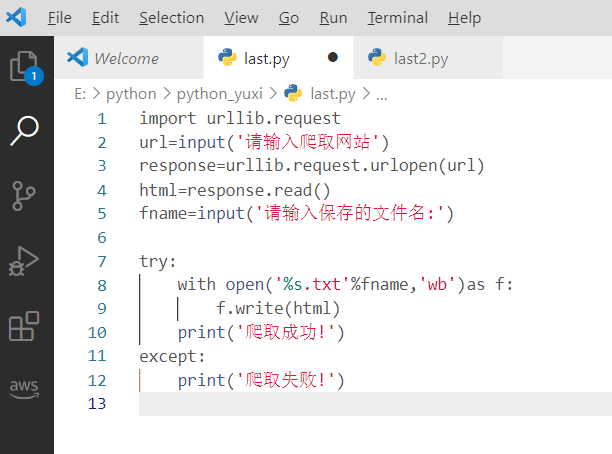 File Edit Selection View Go Run Terminal Help
Welcome last.py last2.py
1
E: > python > python_yuxi > last.py > ...
1 import urllib.request
2 url=input('请输入爬取网站')
3 response=urllib.request.urlopen(url)
4 html=response.read()
5 fname=input('请输入保存的文件名:')
6
7 try:
8 with open('%s.txt'%fname,'wb')as f:
9 f.write(html)
10 print('爬取成功!')
11 except:
12 print('爬取失败!')
13
aws